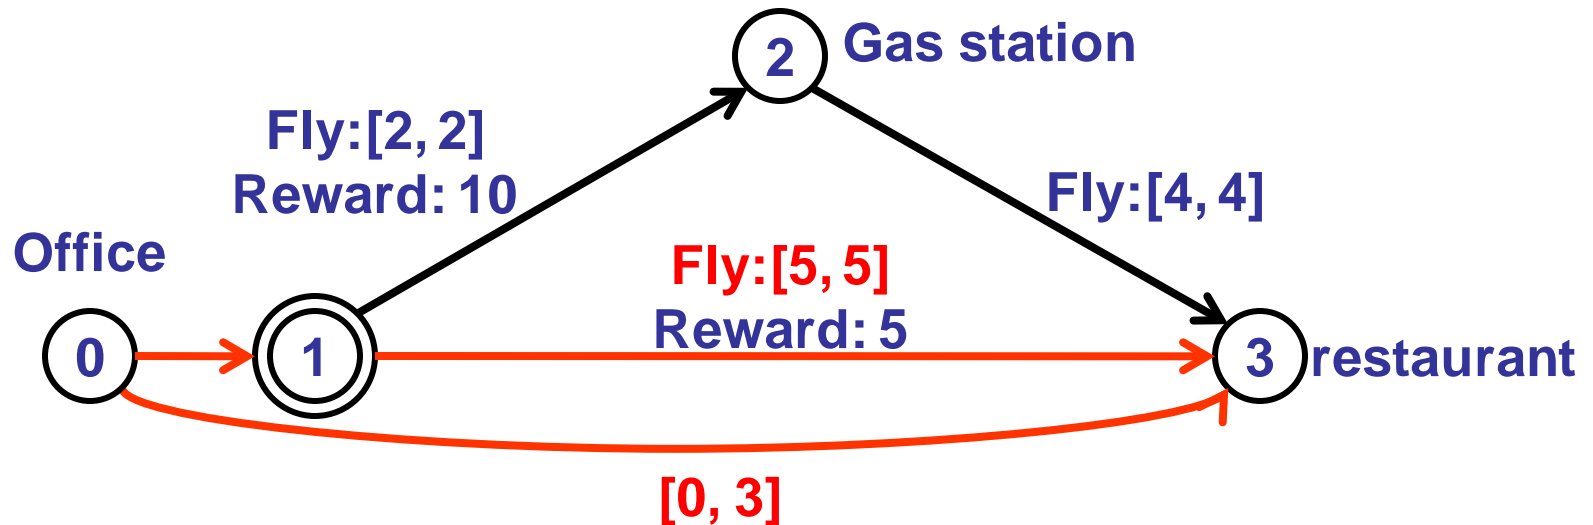 2
Gas station
Fly:[2, 2]
Reward: 10
Fly:[4, 4]
Office
Fly:[5, 5]
Reward: 5
0
1
3
restaurant
[0, 3]